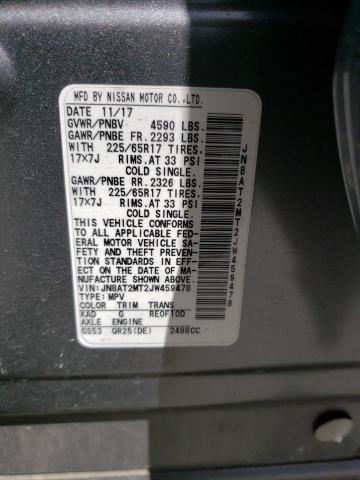 MFD BY NISSAN MOTOR CO.,LTD.
DATE 11/17
GVWR/PNBV 4590 LBS.
GAWR/PNBE FR. 2293 LBS.
WITH 225/65R17 TIRES
17x7J RIMS. AT 33 PSI
COLD SINGLE.
GAWR/PNBE RR. 2326 LBS.
WITH 225/65R17 TIRES
17x7J RIMS. AT 33 PSI
COLD SINGLE.
THIS VEHICLE CONFORMS
TO ALL APPLICABLE FED-
ERAL MOTOR VEHICLE SA-
FETY AND THEFT PREVEN-
TION STANDARDS IN EFF-
ECT ON THE DATE OF MA-
NUFACTURE SHOWN ABOVE.
VIN: JN8AT2MT2JW459478
TYPE: MPV
COLOR TRIM TRANS
KAD G RE0F10D
AXLE ENGINE
GS53 QR25(DE) 2488CC
JN8AT2MT2JW459478